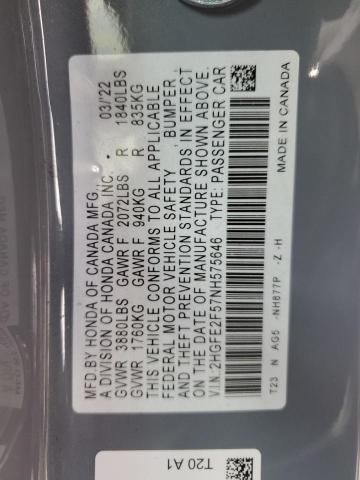 MFD BY HONDA OF CANADA MFG.,
A DIVISION OF HONDA CANADA INC. 03/'22
GVWR 3880LBS GAWR F 2072LBS R 1840LBS
GVWR 1760KG GAWR F 940KG R 835KG
THIS VEHICLE CONFORMS TO ALL APPLICABLE
FEDERAL MOTOR VEHICLE SAFETY, BUMPER,
AND THEFT PREVENTION STANDARDS IN EFFECT
ON THE DATE OF MANUFACTURE SHOWN ABOVE.
V.I.N:2HGFE2F57NH575646 TYPE: PASSENGER CAR
T23 N AG5 -NH877P -Z -H MADE IN CANADA
T20 A1